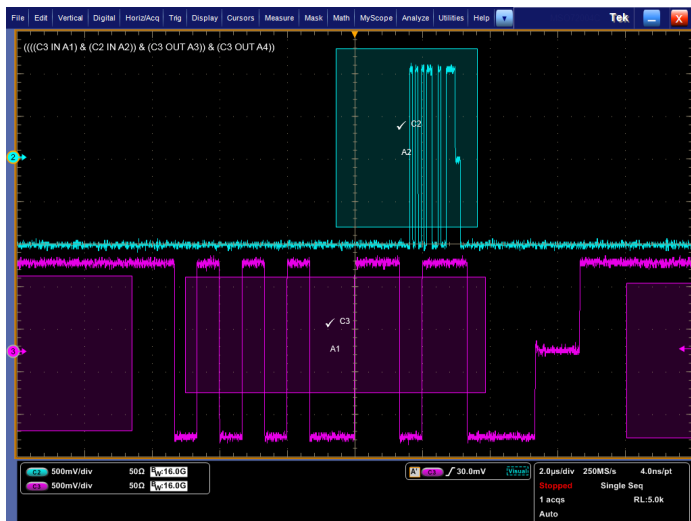 File Edit Vertical Digital Horiz/Acq Trig Display Cursors Measure Mask Math MyScope Analyze Utilities Help Tek X
((((C3 IN A1) & (C2 IN A2)) & (C3 OUT A3)) & (C3 OUT A4))
C2
A2
2
C3
A1
3
C2 500mV/div 50Ω BW:16.0G
C3 500mV/div 50Ω BW:16.0G
A' C3 30.0mV Visual
2.0μs/div 250MS/s 4.0ns/pt
Stopped Single Seq
1 acqs RL:5.0k
Auto